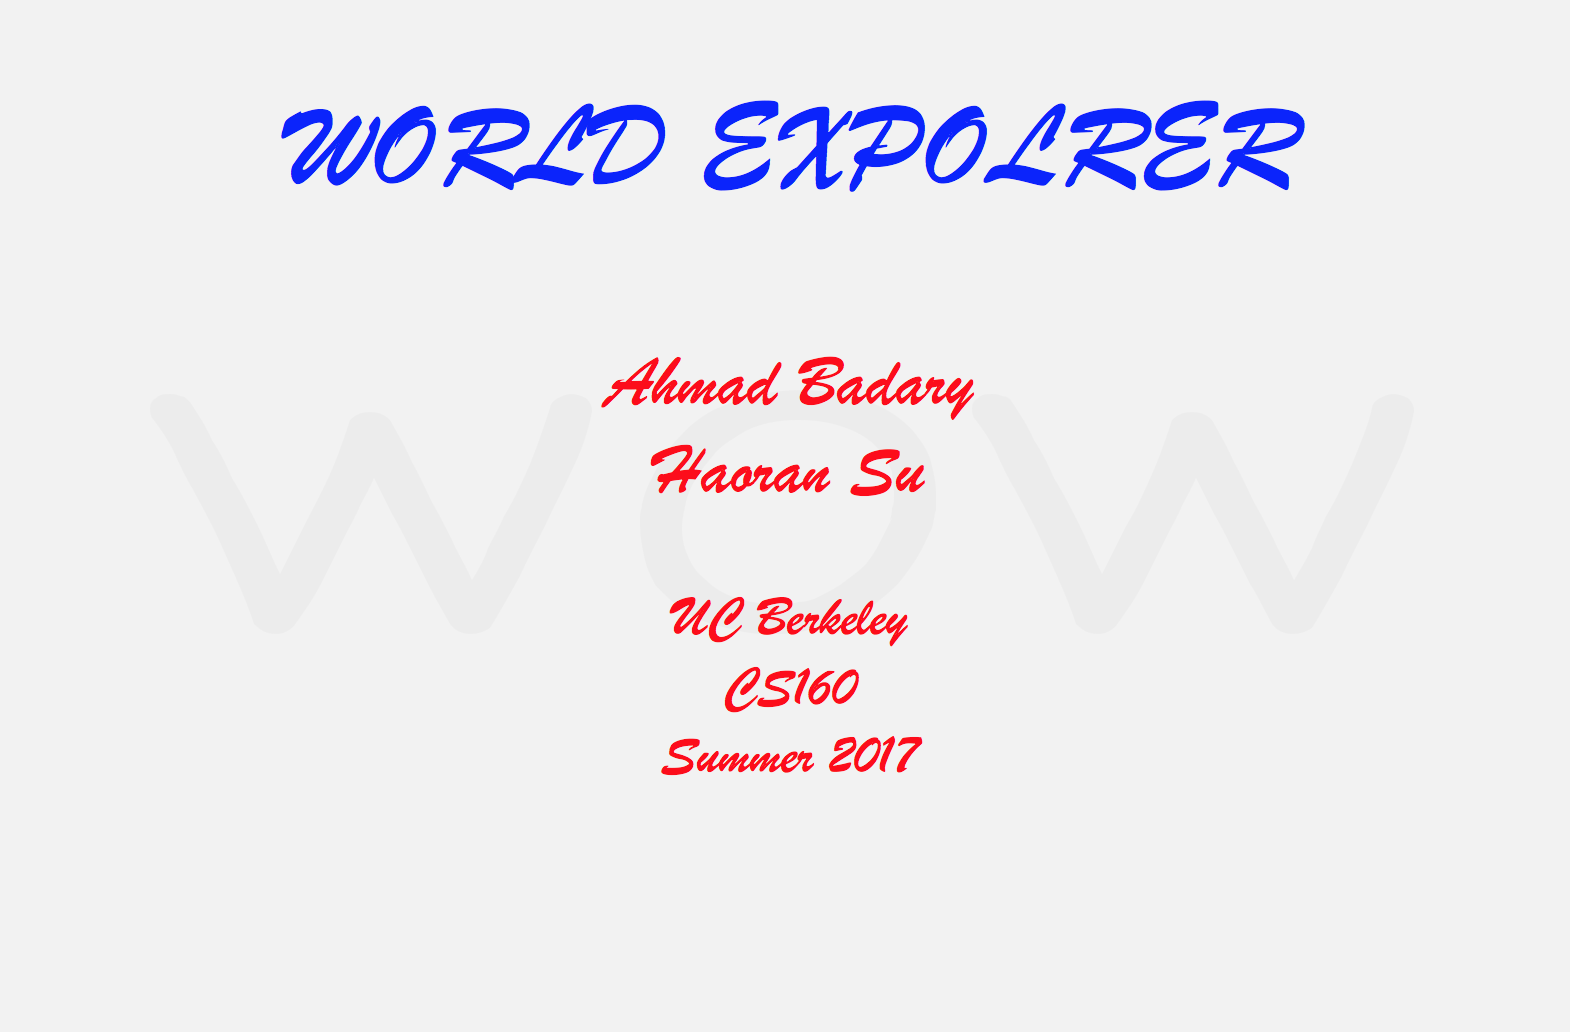 WORLD EXPOLRER
Ahmad Badary
Haoran Su
WOW
UC Berkeley
CS160
Summer 2017